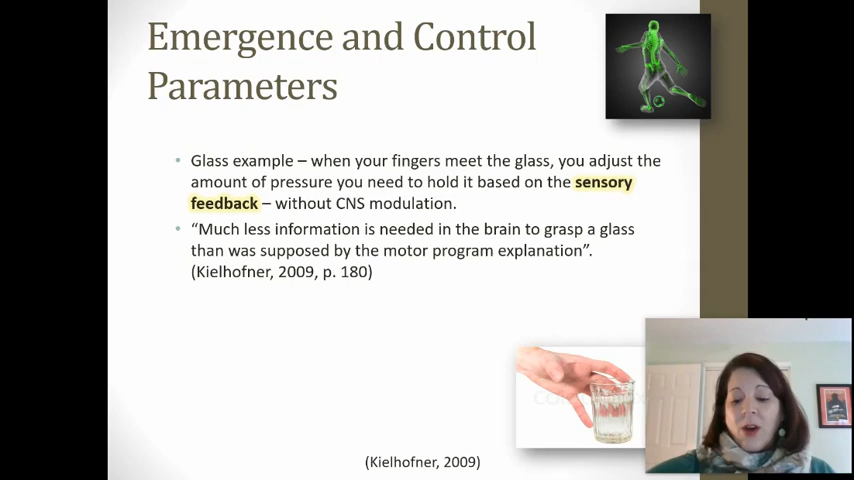 Emergence and Control
Parameters
• Glass example – when your fingers meet the glass, you adjust the
amount of pressure you need to hold it based on the sensory
feedback – without CNS modulation.
• “Much less information is needed in the brain to grasp a glass
than was supposed by the motor program explanation”.
(Kielhofner, 2009, p. 180)
(Kielhofner, 2009)